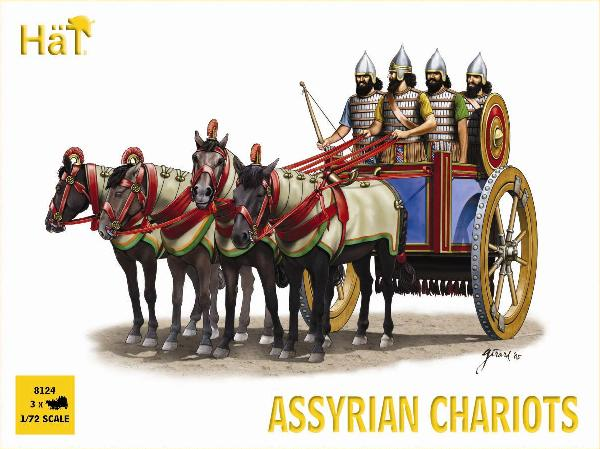 HäT
8124
3 x
1/72 SCALE
ASSYRIAN CHARIOTS